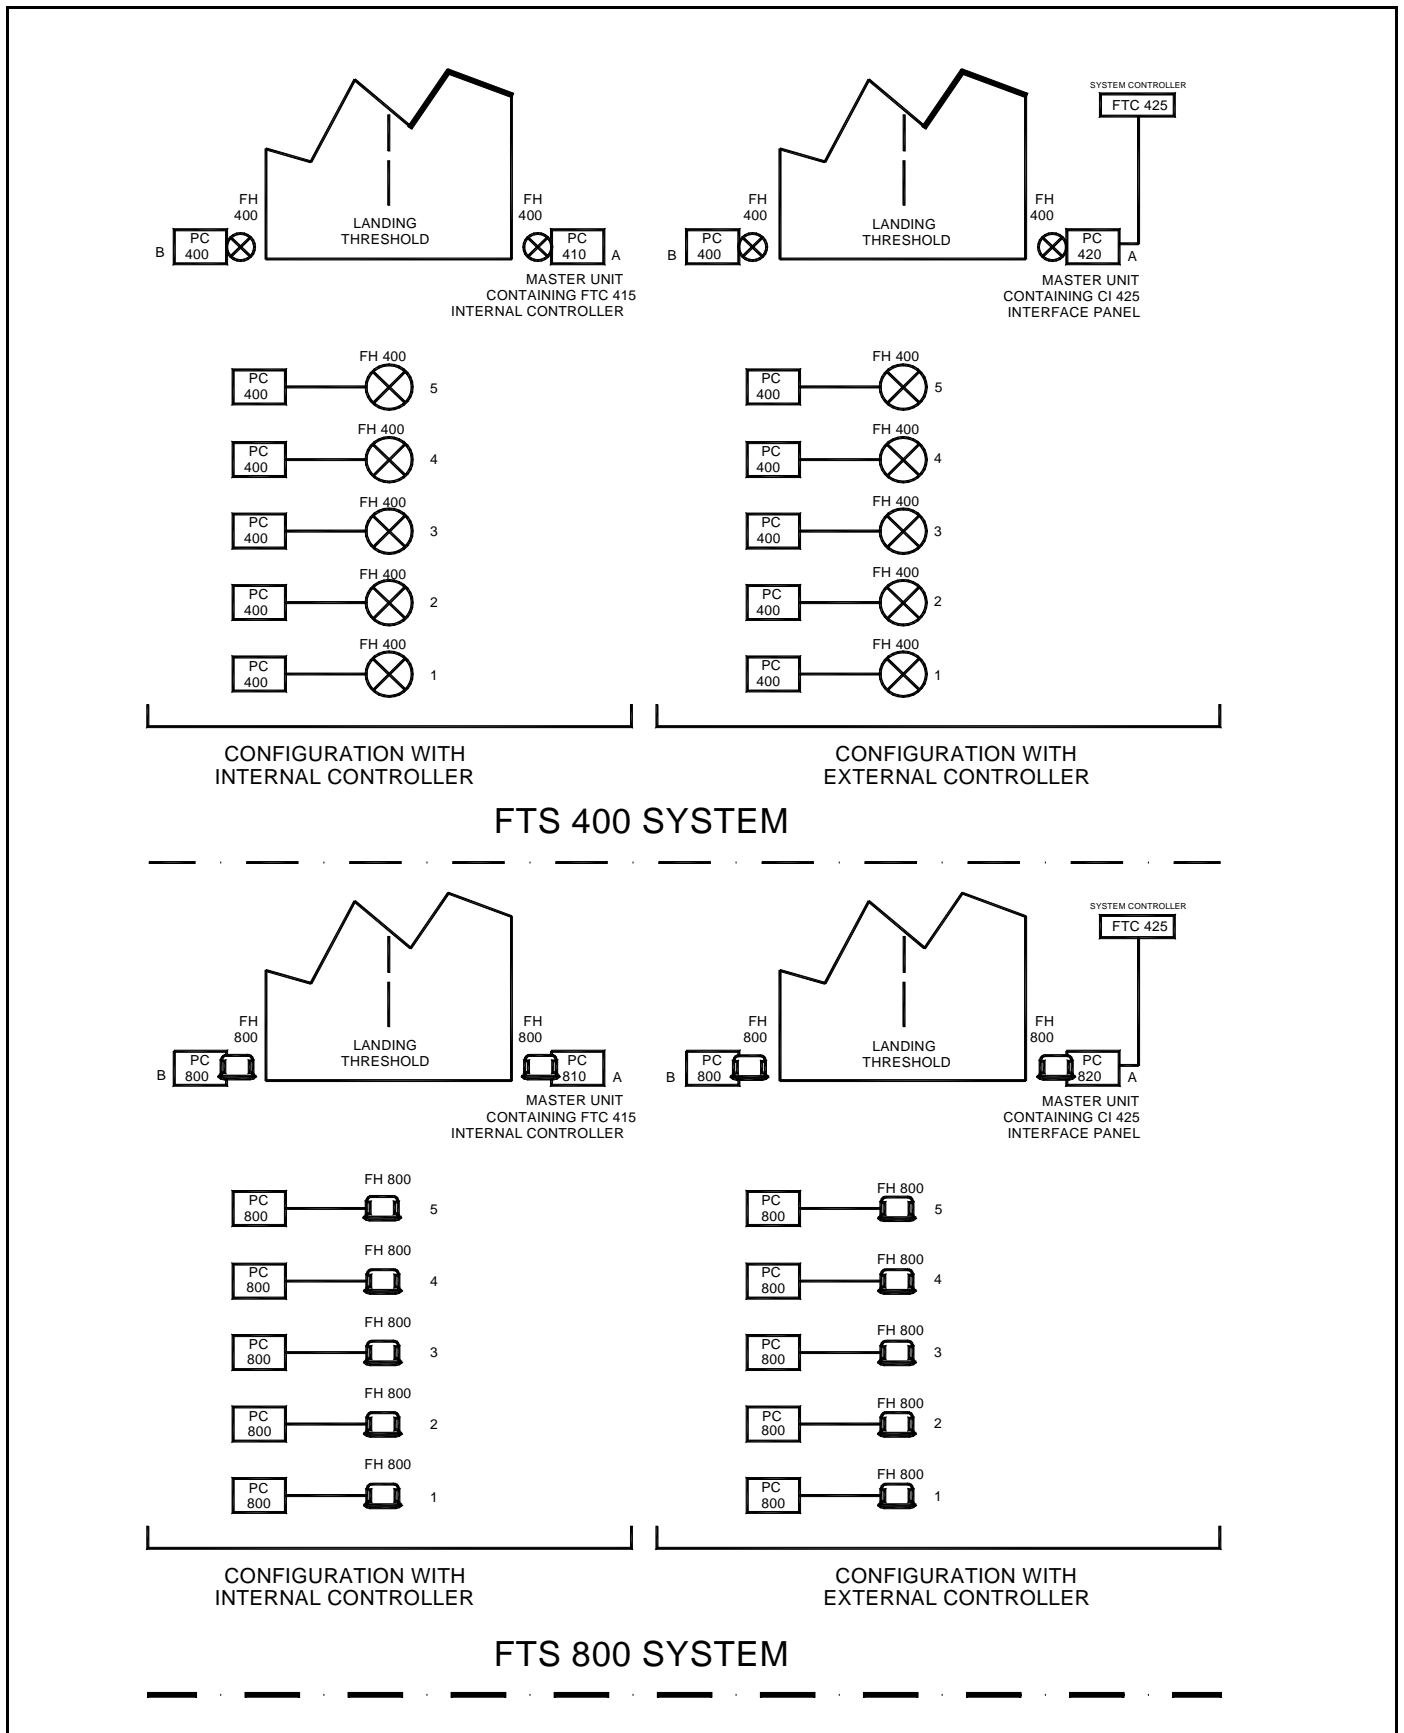 SYSTEM CONTROLLER
FTC 425
FH
400
LANDING
THRESHOLD
B
PC
400
FH
400
PC
410
A
MASTER UNIT
CONTAINING FTC 415
INTERNAL CONTROLLER
FH
400
LANDING
THRESHOLD
B
PC
400
FH
400
PC
420
A
MASTER UNIT
CONTAINING CI 425
INTERFACE PANEL
FH 400
PC
400
5
FH 400
PC
400
4
FH 400
PC
400
3
FH 400
PC
400
2
FH 400
PC
400
1
FH 400
PC
400
5
FH 400
PC
400
4
FH 400
PC
400
3
FH 400
PC
400
2
FH 400
PC
400
1
CONFIGURATION WITH
INTERNAL CONTROLLER
CONFIGURATION WITH
EXTERNAL CONTROLLER
FTS 400 SYSTEM
SYSTEM CONTROLLER
FTC 425
FH
800
LANDING
THRESHOLD
B
PC
800
FH
800
PC
810
A
MASTER UNIT
CONTAINING FTC 415
INTERNAL CONTROLLER
FH
800
LANDING
THRESHOLD
B
PC
800
FH
800
PC
820
A
MASTER UNIT
CONTAINING CI 425
INTERFACE PANEL
FH 800
PC
800
5
FH 800
PC
800
4
FH 800
PC
800
3
FH 800
PC
800
2
FH 800
PC
800
1
FH 800
PC
800
5
FH 800
PC
800
4
FH 800
PC
800
3
FH 800
PC
800
2
FH 800
PC
800
1
CONFIGURATION WITH
INTERNAL CONTROLLER
CONFIGURATION WITH
EXTERNAL CONTROLLER
FTS 800 SYSTEM